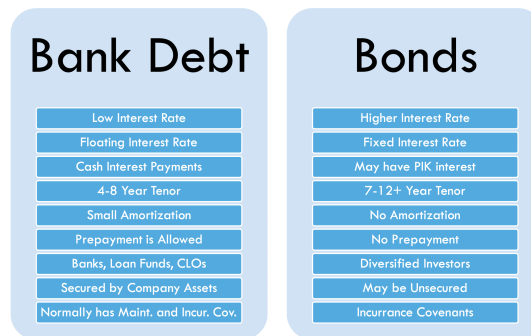 Bank Debt
Low Interest Rate
Floating Interest Rate
Cash Interest Payments
4-8 Year Tenor
Small Amortization
Prepayment is Allowed
Banks, Loan Funds, CLOs
Secured by Company Assets
Normally has Maint. and Incur. Cov.
Bonds
Higher Interest Rate
Fixed Interest Rate
May have PIK interest
7-12+ Year Tenor
No Amortization
No Prepayment
Diversified Investors
May be Unsecured
Incurrance Covenants